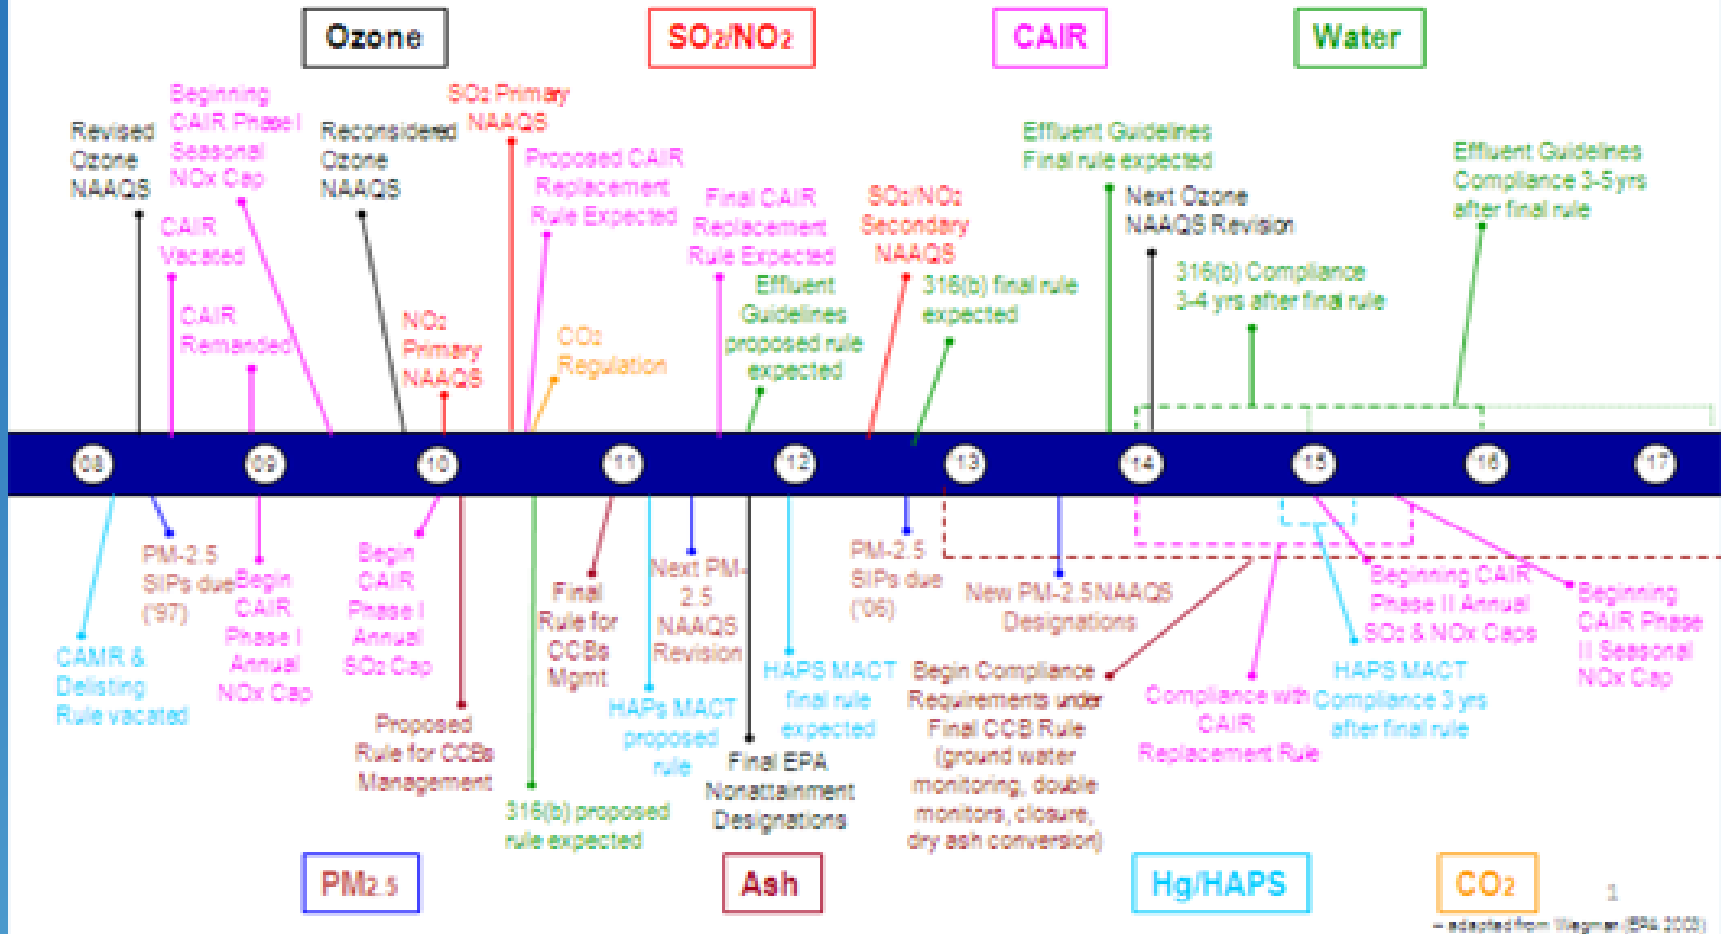 Ozone
SO2/NO2
CAIR
Water
Revised
Ozone
NAAQS
Beginning
CAIR Phase I
Seasonal
NOx Cap
CAIR
Vacated
CAIR
Remanded
Reconsidered
Ozone
NAAQS
NO2
Primary
NAAQS
SO2 Primary
NAAQS
Proposed CAIR
Replacement
Rule Expected
CO2
Regulation
Final CAIR
Replacement
Rule Expected
Effluent
Guidelines
proposed rule
expected
SO2/NO2
Secondary
NAAQS
316(b) final rule
expected
Effluent Guidelines
Final rule expected
Next Ozone
NAAQS Revision
316(b) Compliance
3-4 yrs after final rule
Effluent Guidelines
Compliance 3-5 yrs
after final rule
08
09
10
11
12
13
14
15
16
17
CAMR &
Delisting
Rule vacated
PM-2.5
SIPs due
('97)
Begin
CAIR
Phase I
Annual
NOx Cap
Begin
CAIR
Phase I
Annual
SO2 Cap
Proposed
Rule for CCBs
Management
316(b) proposed
rule expected
Final
Rule for
CCBs
Mgmt
HAPs MACT
proposed
rule
Next PM-
2.5
NAAQS
Revision
Final EPA
Nonattainment
Designations
HAPS MACT
final rule
expected
PM-2.5
SIPs due
('06)
New PM-2.5 NAAQS
Designations
Begin Compliance
Requirements under
Final CCB Rule
(ground water
monitoring, double
monitors, closure,
dry ash conversion)
Compliance with
CAIR
Replacement Rule
Beginning CAIR
Phase II Annual
SO2 & NOx Caps
HAPS MACT
Compliance 3 yrs
after final rule
Beginning
CAIR Phase
II Seasonal
NOx Cap
PM2.5
Ash
Hg/HAPS
CO2
1
– adapted from Wegman (EPA 2003)